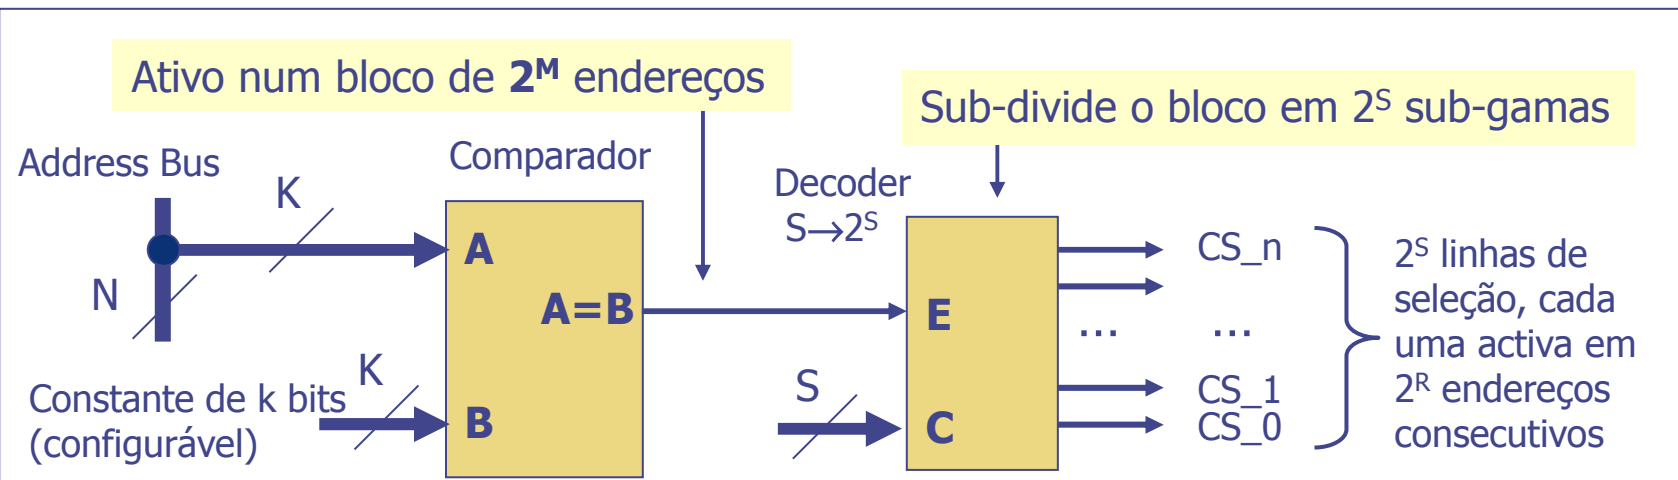 Ativo num bloco de 2ᴹ endereços
Sub-divide o bloco em 2ˢ sub-gamas
Address Bus
Comparador
K
Decoder
S→2ˢ
A
N
A=B
E
CS_n
2ˢ linhas de
seleção, cada
uma activa em
2ᴿ endereços
consecutivos
...
...
K
Constante de k bits
(configurável)
B
S
C
CS_1
CS_0